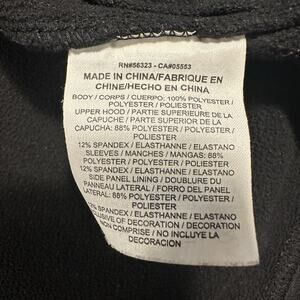 RN#56323 - CA#05553
MADE IN CHINA/FABRIQUE EN
CHINE/HECHO EN CHINA
BODY / CORPS / CUERPO: 100% POLYESTER /
POLYESTER / POLIESTER
UPPER HOOD / PARTIE SUPERIEURE DE LA
CAPUCHE / PARTE SUPERIOR DE LA
CAPUCHA: 88% POLYESTER / POLYESTER /
POLIESTER
12% SPANDEX / ELASTHANNE / ELASTANO
SLEEVES / MANCHES / MANGAS: 88%
POLYESTER / POLYESTER / POLIESTER
12% SPANDEX / ELASTHANNE / ELASTANO
SIDE PANEL LINING / DOUBLURE DU
PANNEAU LATERAL / FORRO DEL PANEL
LATERAL: 88% POLYESTER / POLYESTER /
POLIESTER
12% SPANDEX / ELASTHANNE / ELASTANO
EXCLUSIVE OF DECORATION / DECORATION
NON COMPRISE / NO INCLUYE LA
DECORACION